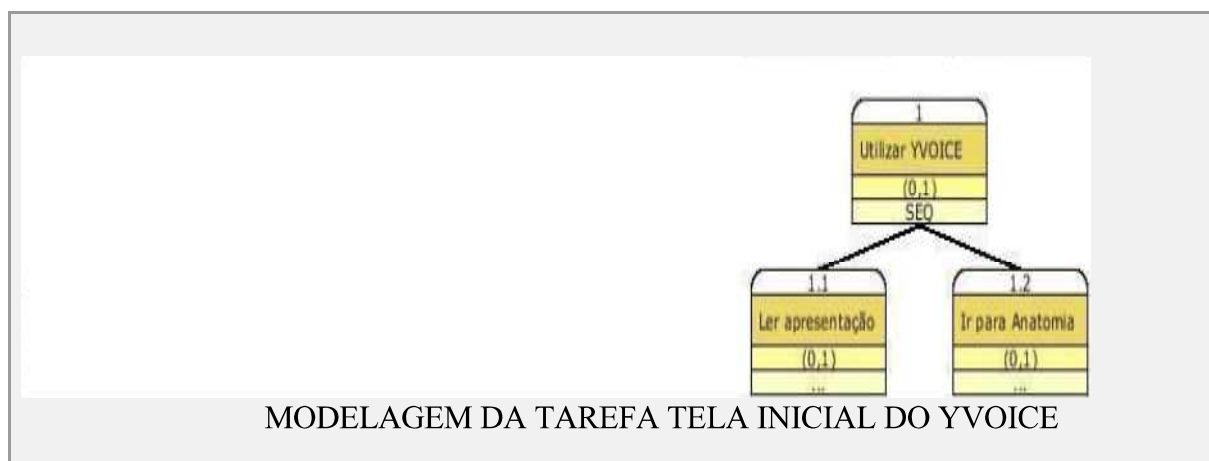 1
Utilizar YVOICE
(0,1)
SEQ
1.1
Ler apresentação
(0,1)
...
1.2
Ir para Anatomia
(0,1)
...
MODELAGEM DA TAREFA TELA INICIAL DO YVOICE